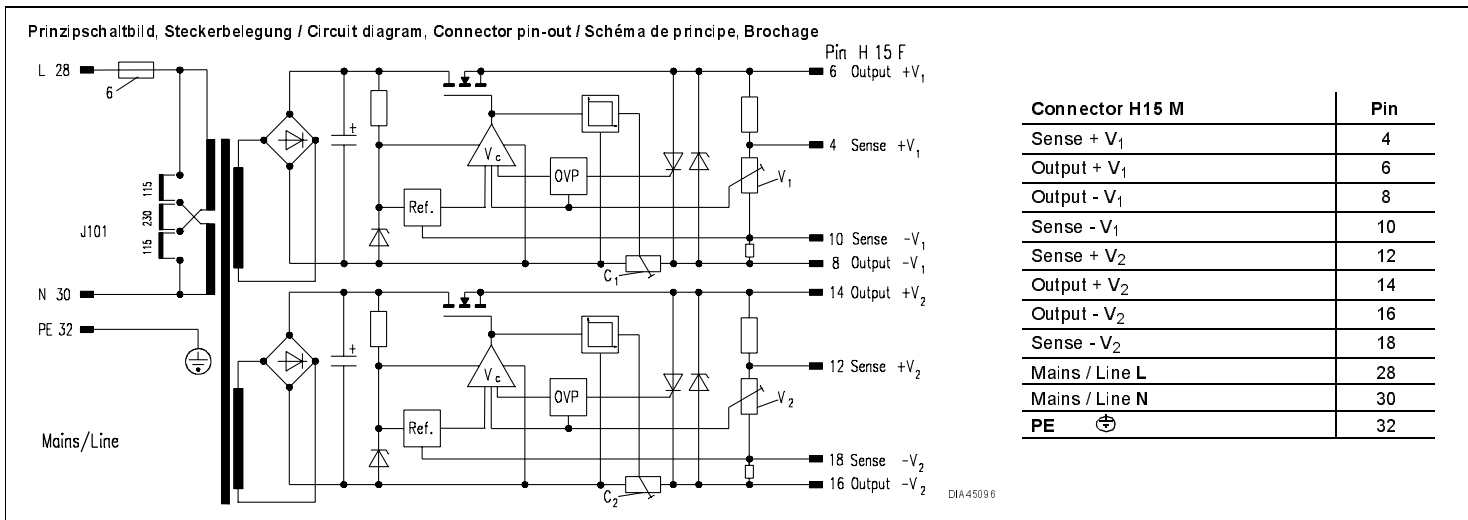 Prinzipschaltbild, Steckerbelegung / Circuit diagram, Connector pin-out / Schéma de principe, Brochage
Pin H 15 F
L 28
6
J101
115
230
115
N 30
PE 32
Mains/Line
Vc
OVP
Ref.
V1
C1
6 Output +V1
4 Sense +V1
10 Sense -V1
8 Output -V1
Vc
OVP
Ref.
V2
C2
14 Output +V2
12 Sense +V2
18 Sense -V2
16 Output -V2
DIA45096
Connector H15 M Pin
Sense + V1 4
Output + V1 6
Output - V1 8
Sense - V1 10
Sense + V2 12
Output + V2 14
Output - V2 16
Sense - V2 18
Mains / Line L 28
Mains / Line N 30
PE 32